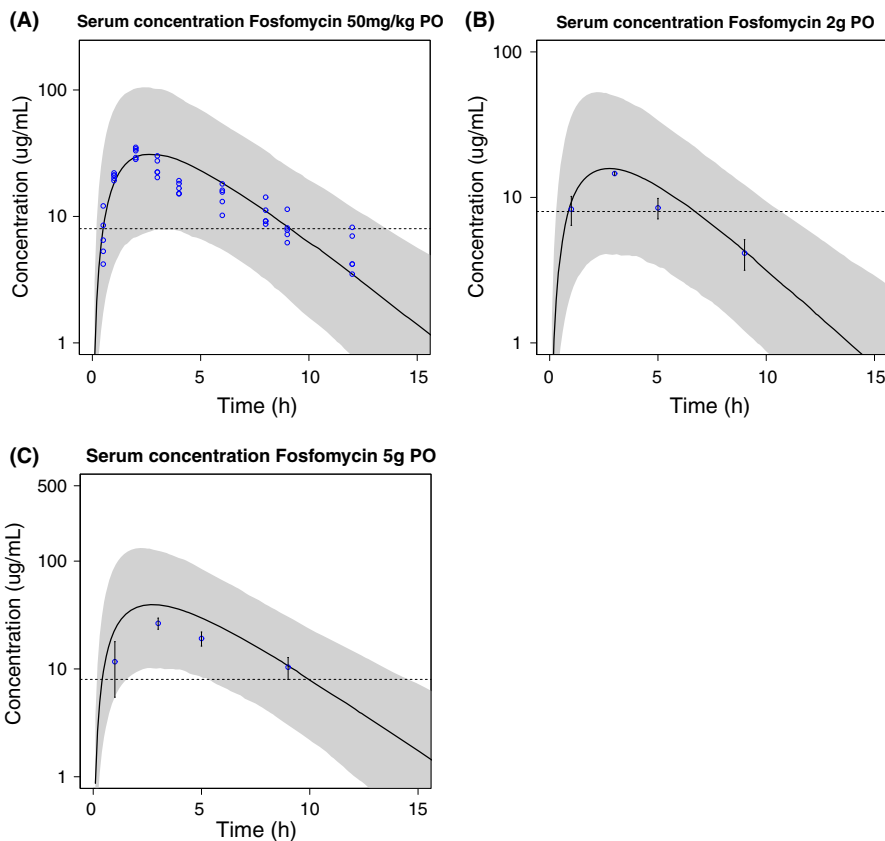 (A) Serum concentration Fosfomycin 50mg/kg PO
Concentration (ug/mL)
100
10
1
0 5 10 15
Time (h)
(B) Serum concentration Fosfomycin 2g PO
Concentration (ug/mL)
100
10
1
0 5 10 15
Time (h)
(C) Serum concentration Fosfomycin 5g PO
Concentration (ug/mL)
500
100
10
1
0 5 10 15
Time (h)